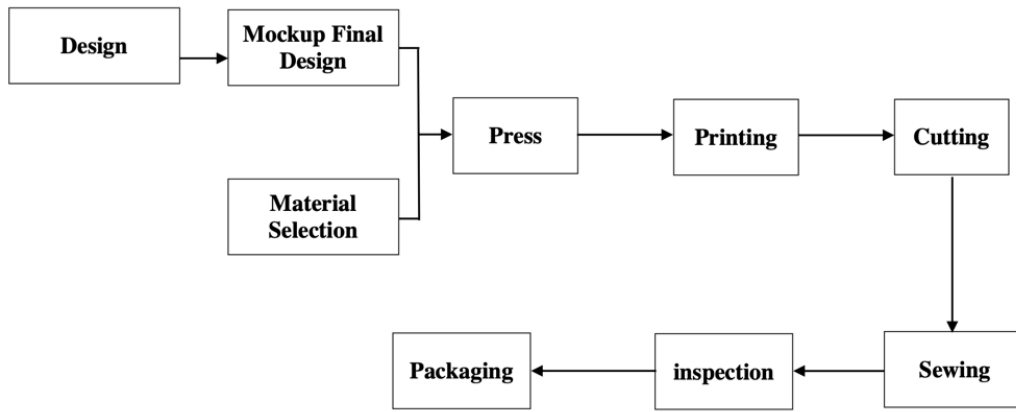 Design
Mockup Final
Design
Material
Selection
Press
Printing
Cutting
Sewing
inspection
Packaging